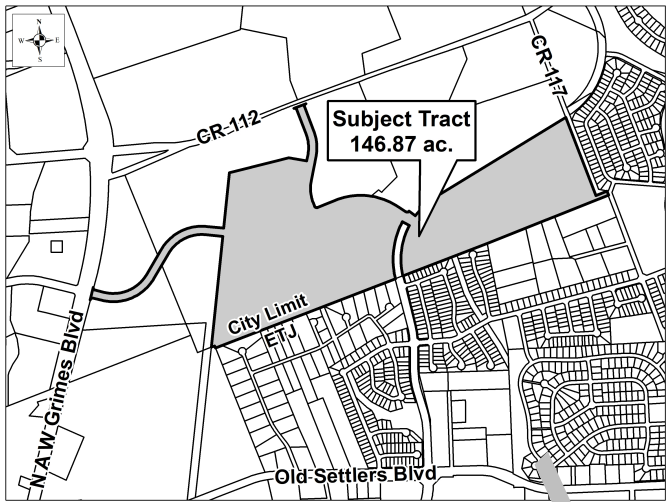 N
W E
S
CR 112
CR 117
Subject Tract
146.87 ac.
City Limit
ETJ
N A W Grimes Blvd
Old Settlers Blvd